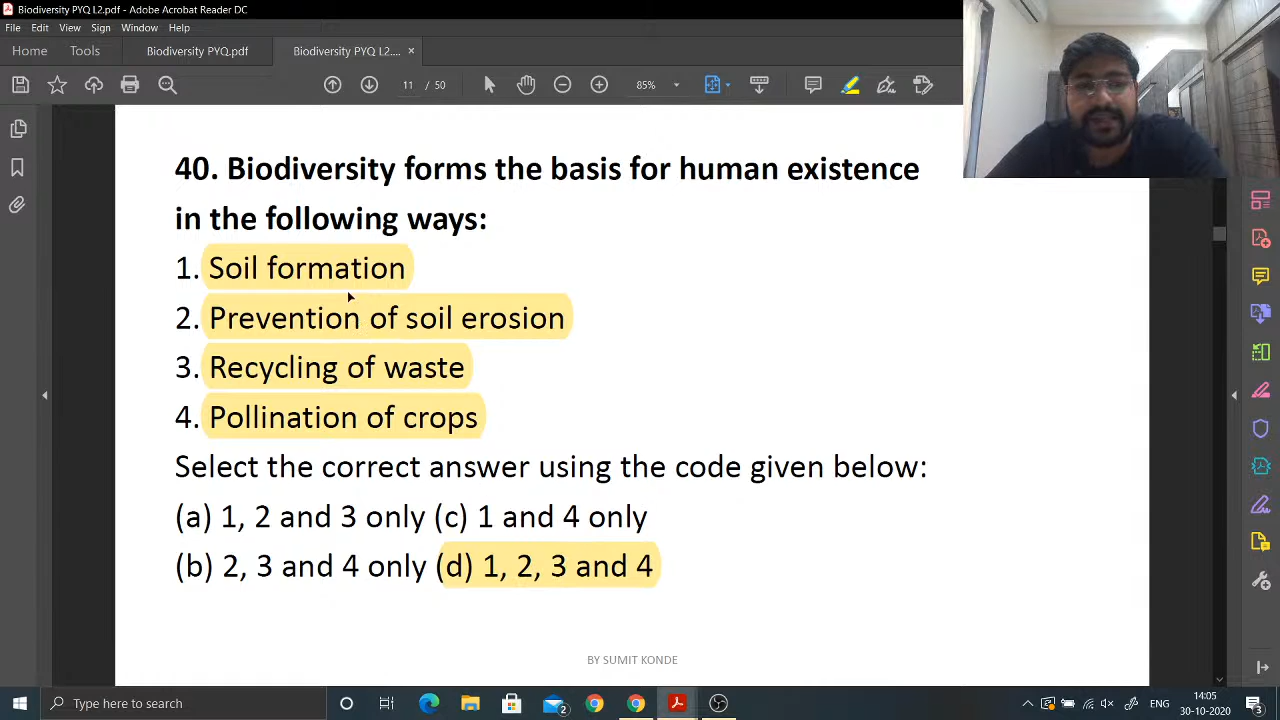 Biodiversity PYQ L2.pdf - Adobe Acrobat Reader DC
File Edit View Sign Window Help
Home Tools Biodiversity PYQ.pdf Biodiversity PYQ L2.... ×
11 / 50 85%
40. Biodiversity forms the basis for human existence
in the following ways:
1. Soil formation
2. Prevention of soil erosion
3. Recycling of waste
4. Pollination of crops
Select the correct answer using the code given below:
(a) 1, 2 and 3 only (c) 1 and 4 only
(b) 2, 3 and 4 only (d) 1, 2, 3 and 4
BY SUMIT KONDE
Type here to search
2
ENG
14:05
30-10-2020
3